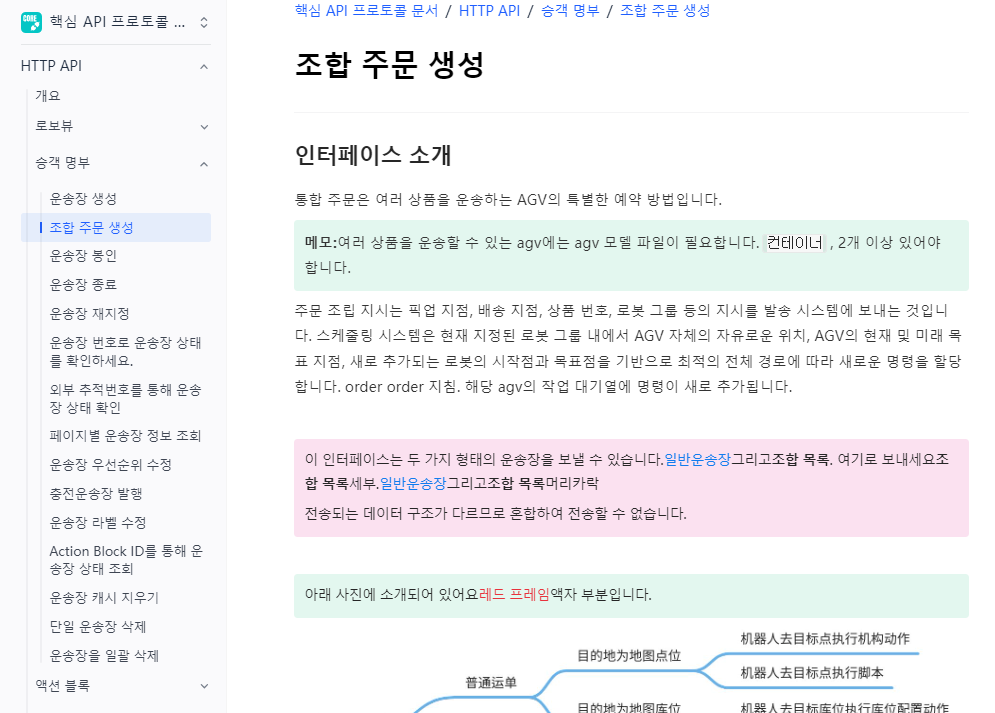 CORE
핵심 API 프로토콜 ...
HTTP API
개요
로보뷰
승객 명부
운송장 생성
조합 주문 생성
운송장 봉인
운송장 종료
운송장 재지정
운송장 번호로 운송장 상태
를 확인하세요.
외부 추적번호를 통해 운송
장 상태 확인
페이지별 운송장 정보 조회
운송장 우선순위 수정
충전운송장 발행
운송장 라벨 수정
Action Block ID를 통해 운
송장 상태 조회
운송장 캐시 지우기
단일 운송장 삭제
운송장을 일괄 삭제
액션 블록
핵심 API 프로토콜 문서 / HTTP API / 승객 명부 / 조합 주문 생성
조합 주문 생성
인터페이스 소개
통합 주문은 여러 상품을 운송하는 AGV의 특별한 예약 방법입니다.
메모:여러 상품을 운송할 수 있는 agv에는 agv 모델 파일이 필요합니다. 컨테이너 , 2개 이상 있어야
합니다.
주문 조립 지시는 픽업 지점, 배송 지점, 상품 번호, 로봇 그룹 등의 지시를 발송 시스템에 보내는 것입니
다. 스케줄링 시스템은 현재 지정된 로봇 그룹 내에서 AGV 자체의 자유로운 위치, AGV의 현재 및 미래 목
표 지점, 새로 추가되는 로봇의 시작점과 목표점을 기반으로 최적의 전체 경로에 따라 새로운 명령을 할당
합니다. order order 지침. 해당 agv의 작업 대기열에 명령이 새로 추가됩니다.
이 인터페이스는 두 가지 형태의 운송장을 보낼 수 있습니다.일반운송장그리고조합 목록. 여기로 보내세요조
합 목록세부.일반운송장그리고조합 목록머리카락
전송되는 데이터 구조가 다르므로 혼합하여 전송할 수 없습니다.
아래 사진에 소개되어 있어요레드 프레임액자 부분입니다.
机器人去目标点执行机构动作
目的地为地图点位
机器人去目标点执行脚本
普通运单
目的地为地图库位
机器人去目标库位执行库位配置动作